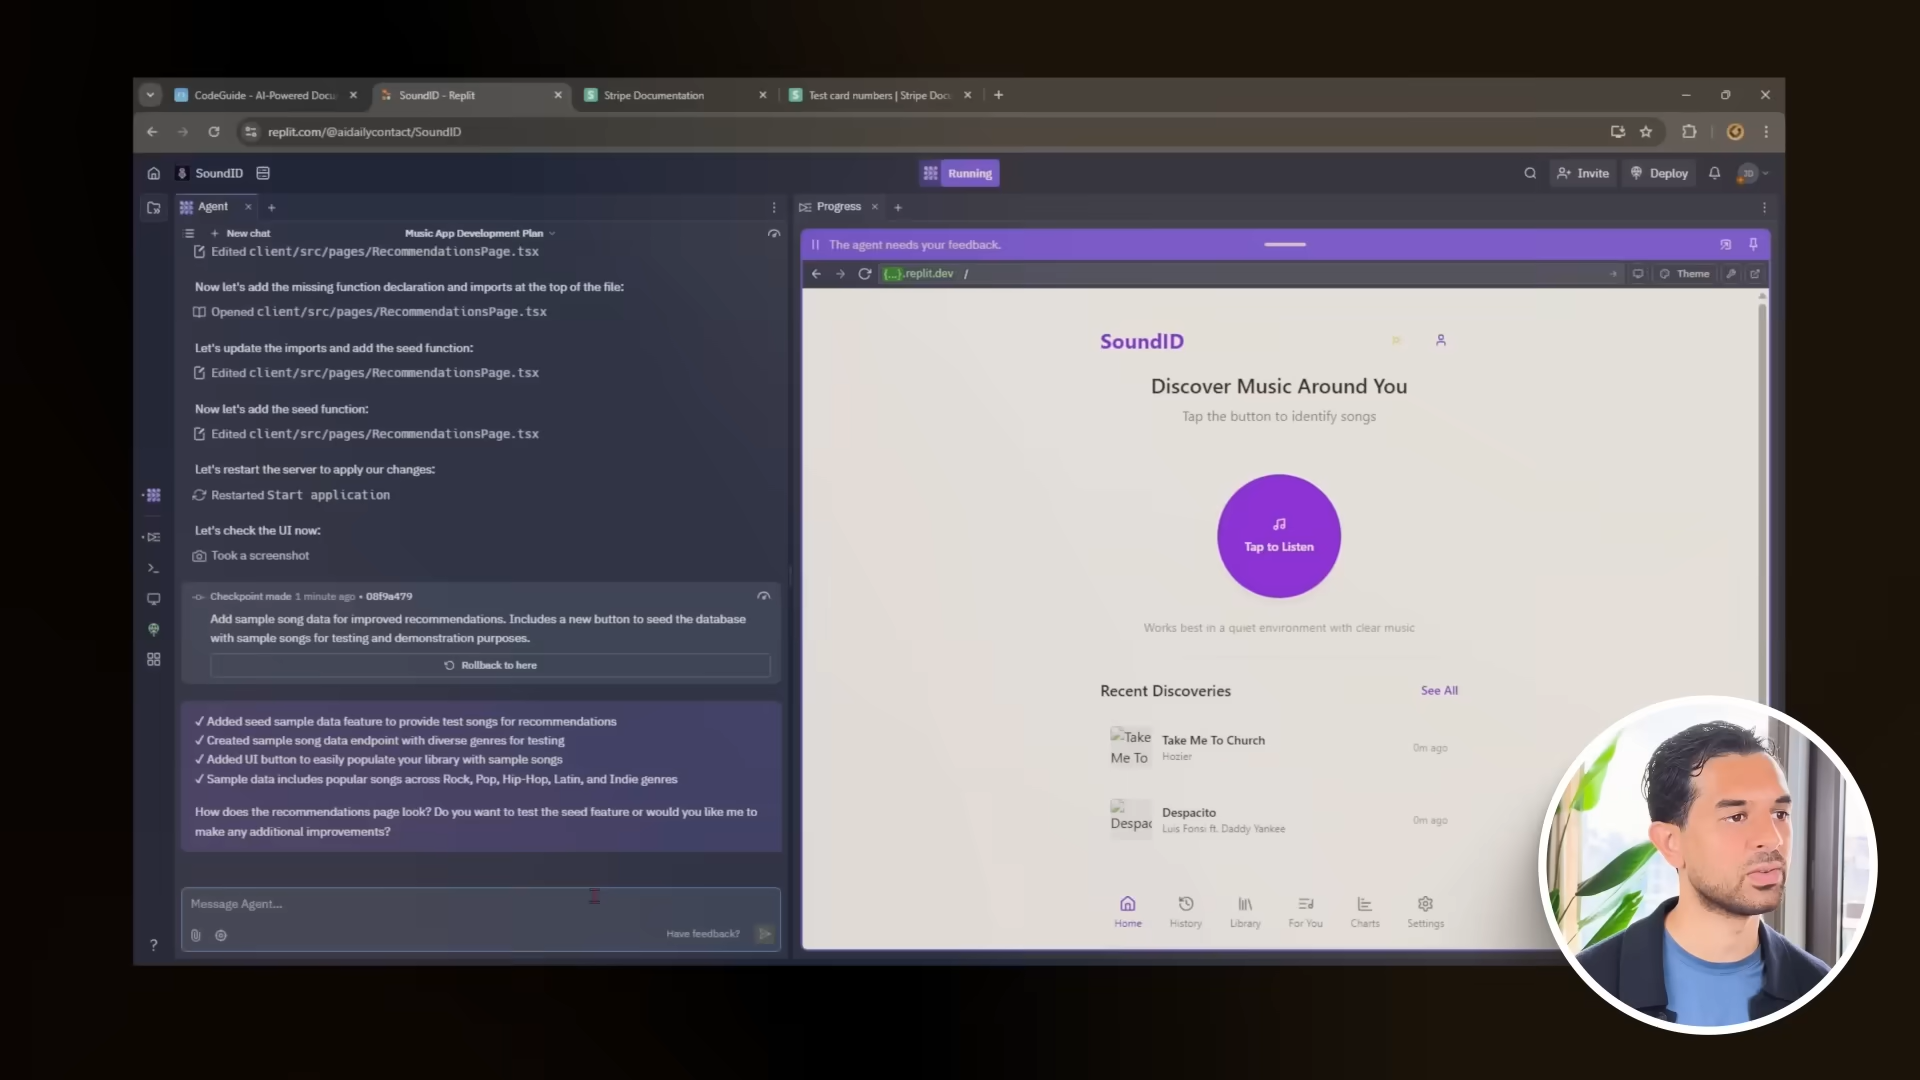 CodeGuide - AI-Powered Docu
SoundID - Replit
Stripe Documentation
Test card numbers | Stripe Doc
replit.com/@aidailycontact/SoundID
SoundID
Running
Invite
Deploy
Agent
Progress
New chat
Music App Development Plan
The agent needs your feedback.
Edited client/src/pages/RecommendationsPage.tsx
{...}.replit.dev /
Theme
Now let's add the missing function declaration and imports at the top of the file:
Opened client/src/pages/RecommendationsPage.tsx
Let's update the imports and add the seed function:
Edited client/src/pages/RecommendationsPage.tsx
Now let's add the seed function:
Edited client/src/pages/RecommendationsPage.tsx
Let's restart the server to apply our changes:
Restarted Start application
Let's check the UI now:
Took a screenshot
Checkpoint made 1 minute ago • 08f9a479
Add sample song data for improved recommendations. Includes a new button to seed the database
with sample songs for testing and demonstration purposes.
Rollback to here
✓ Added seed sample data feature to provide test songs for recommendations
✓ Created sample song data endpoint with diverse genres for testing
✓ Added UI button to easily populate your library with sample songs
✓ Sample data includes popular songs across Rock, Pop, Hip-Hop, Latin, and Indie genres
How does the recommendations page look? Do you want to test the seed feature or would you like me to
make any additional improvements?
Message Agent...
Have feedback?
SoundID
Discover Music Around You
Tap the button to identify songs
Tap to Listen
Works best in a quiet environment with clear music
Recent Discoveries
See All
Take
Me To
Take Me To Church
Hozier
0m ago
Despac
Despacito
Luis Fonsi ft. Daddy Yankee
0m ago
Home
History
Library
For You
Charts
Settings